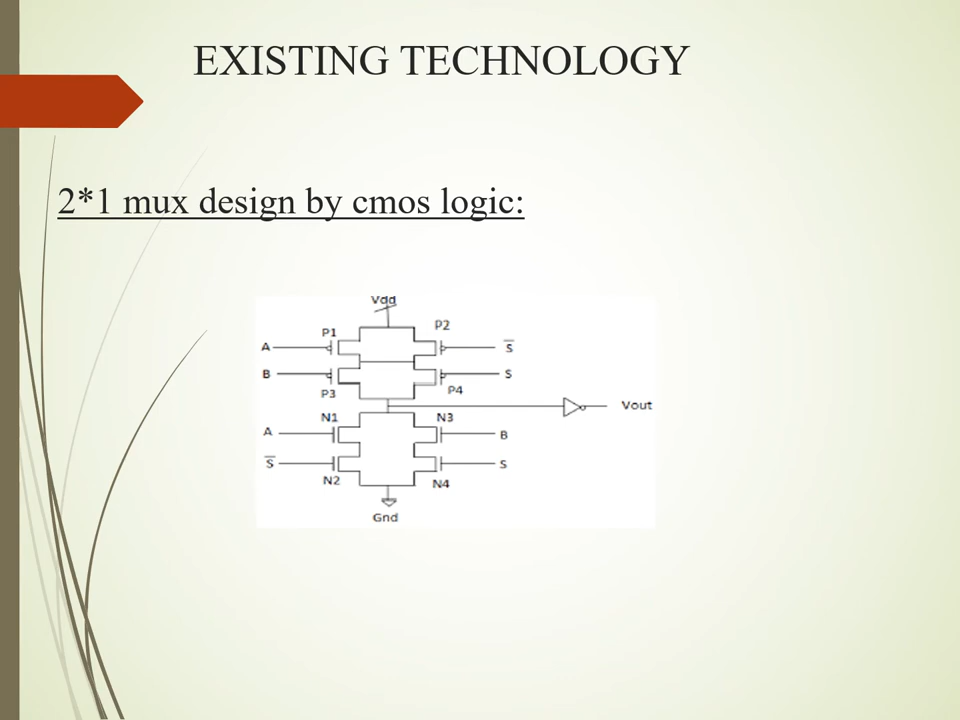 EXISTING TECHNOLOGY
2*1 mux design by cmos logic:
Vdd
P1 P2
A S̅
B S
P3 P4
Vout
N1 N3
A B
S̅ S
N2 N4
Gnd